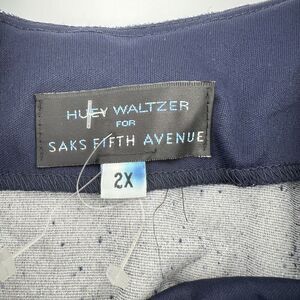 HUEY WALTZER
FOR
SAKS FIFTH AVENUE
2X